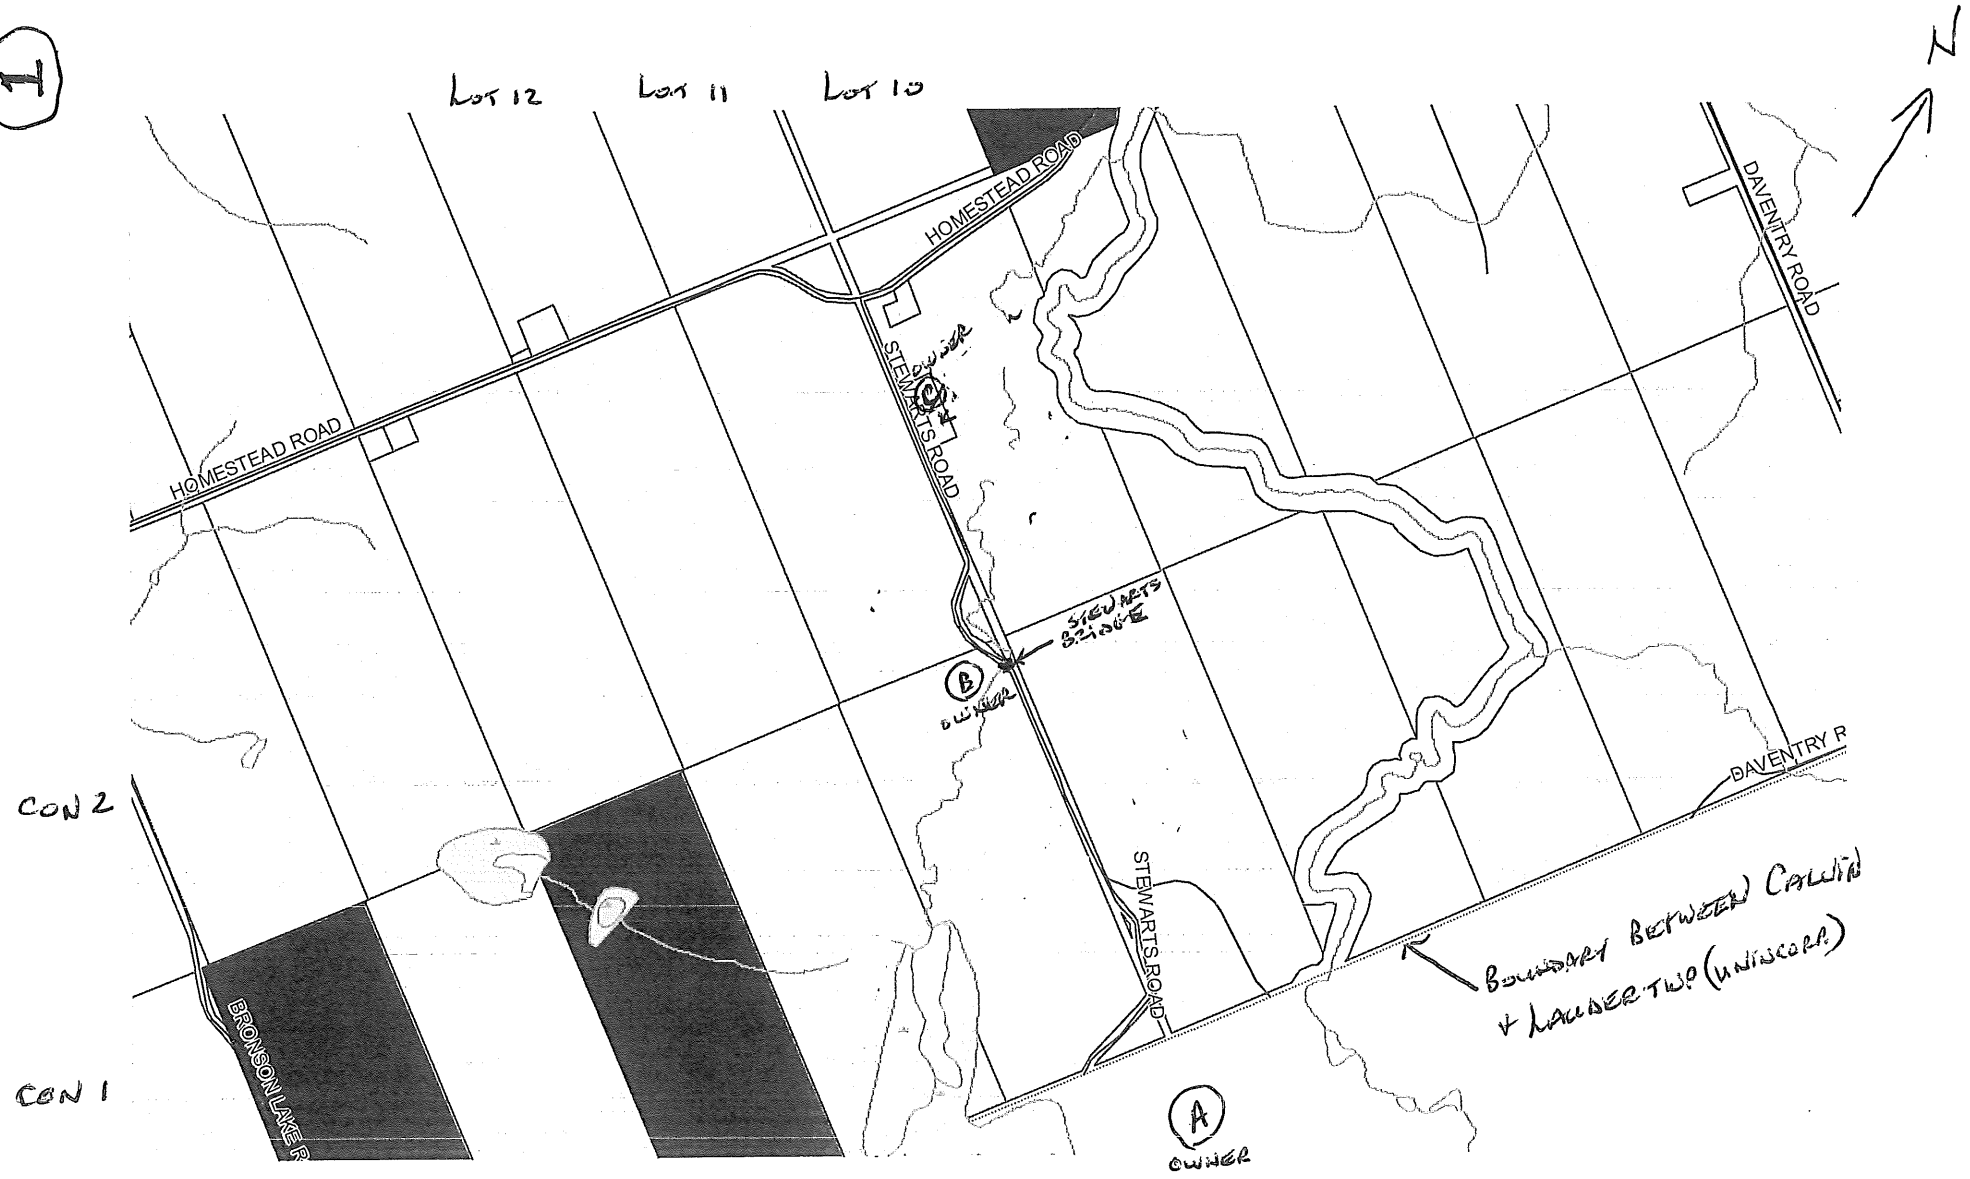 1
N
LOT 12
LOT 11
LOT 10
HOMESTEAD ROAD
DAVENTRY ROAD
OWNER
C
STEWARTS ROAD
HOMESTEAD ROAD
STEWARTS
BRIDGE
B
OWNER
DAVENTRY R
CON 2
STEWARTS ROAD
BOUNDARY BETWEEN CALVIN
+ LAUDER TWP (UNINCORP.)
BRONSON LAKE R
CON 1
A
OWNER